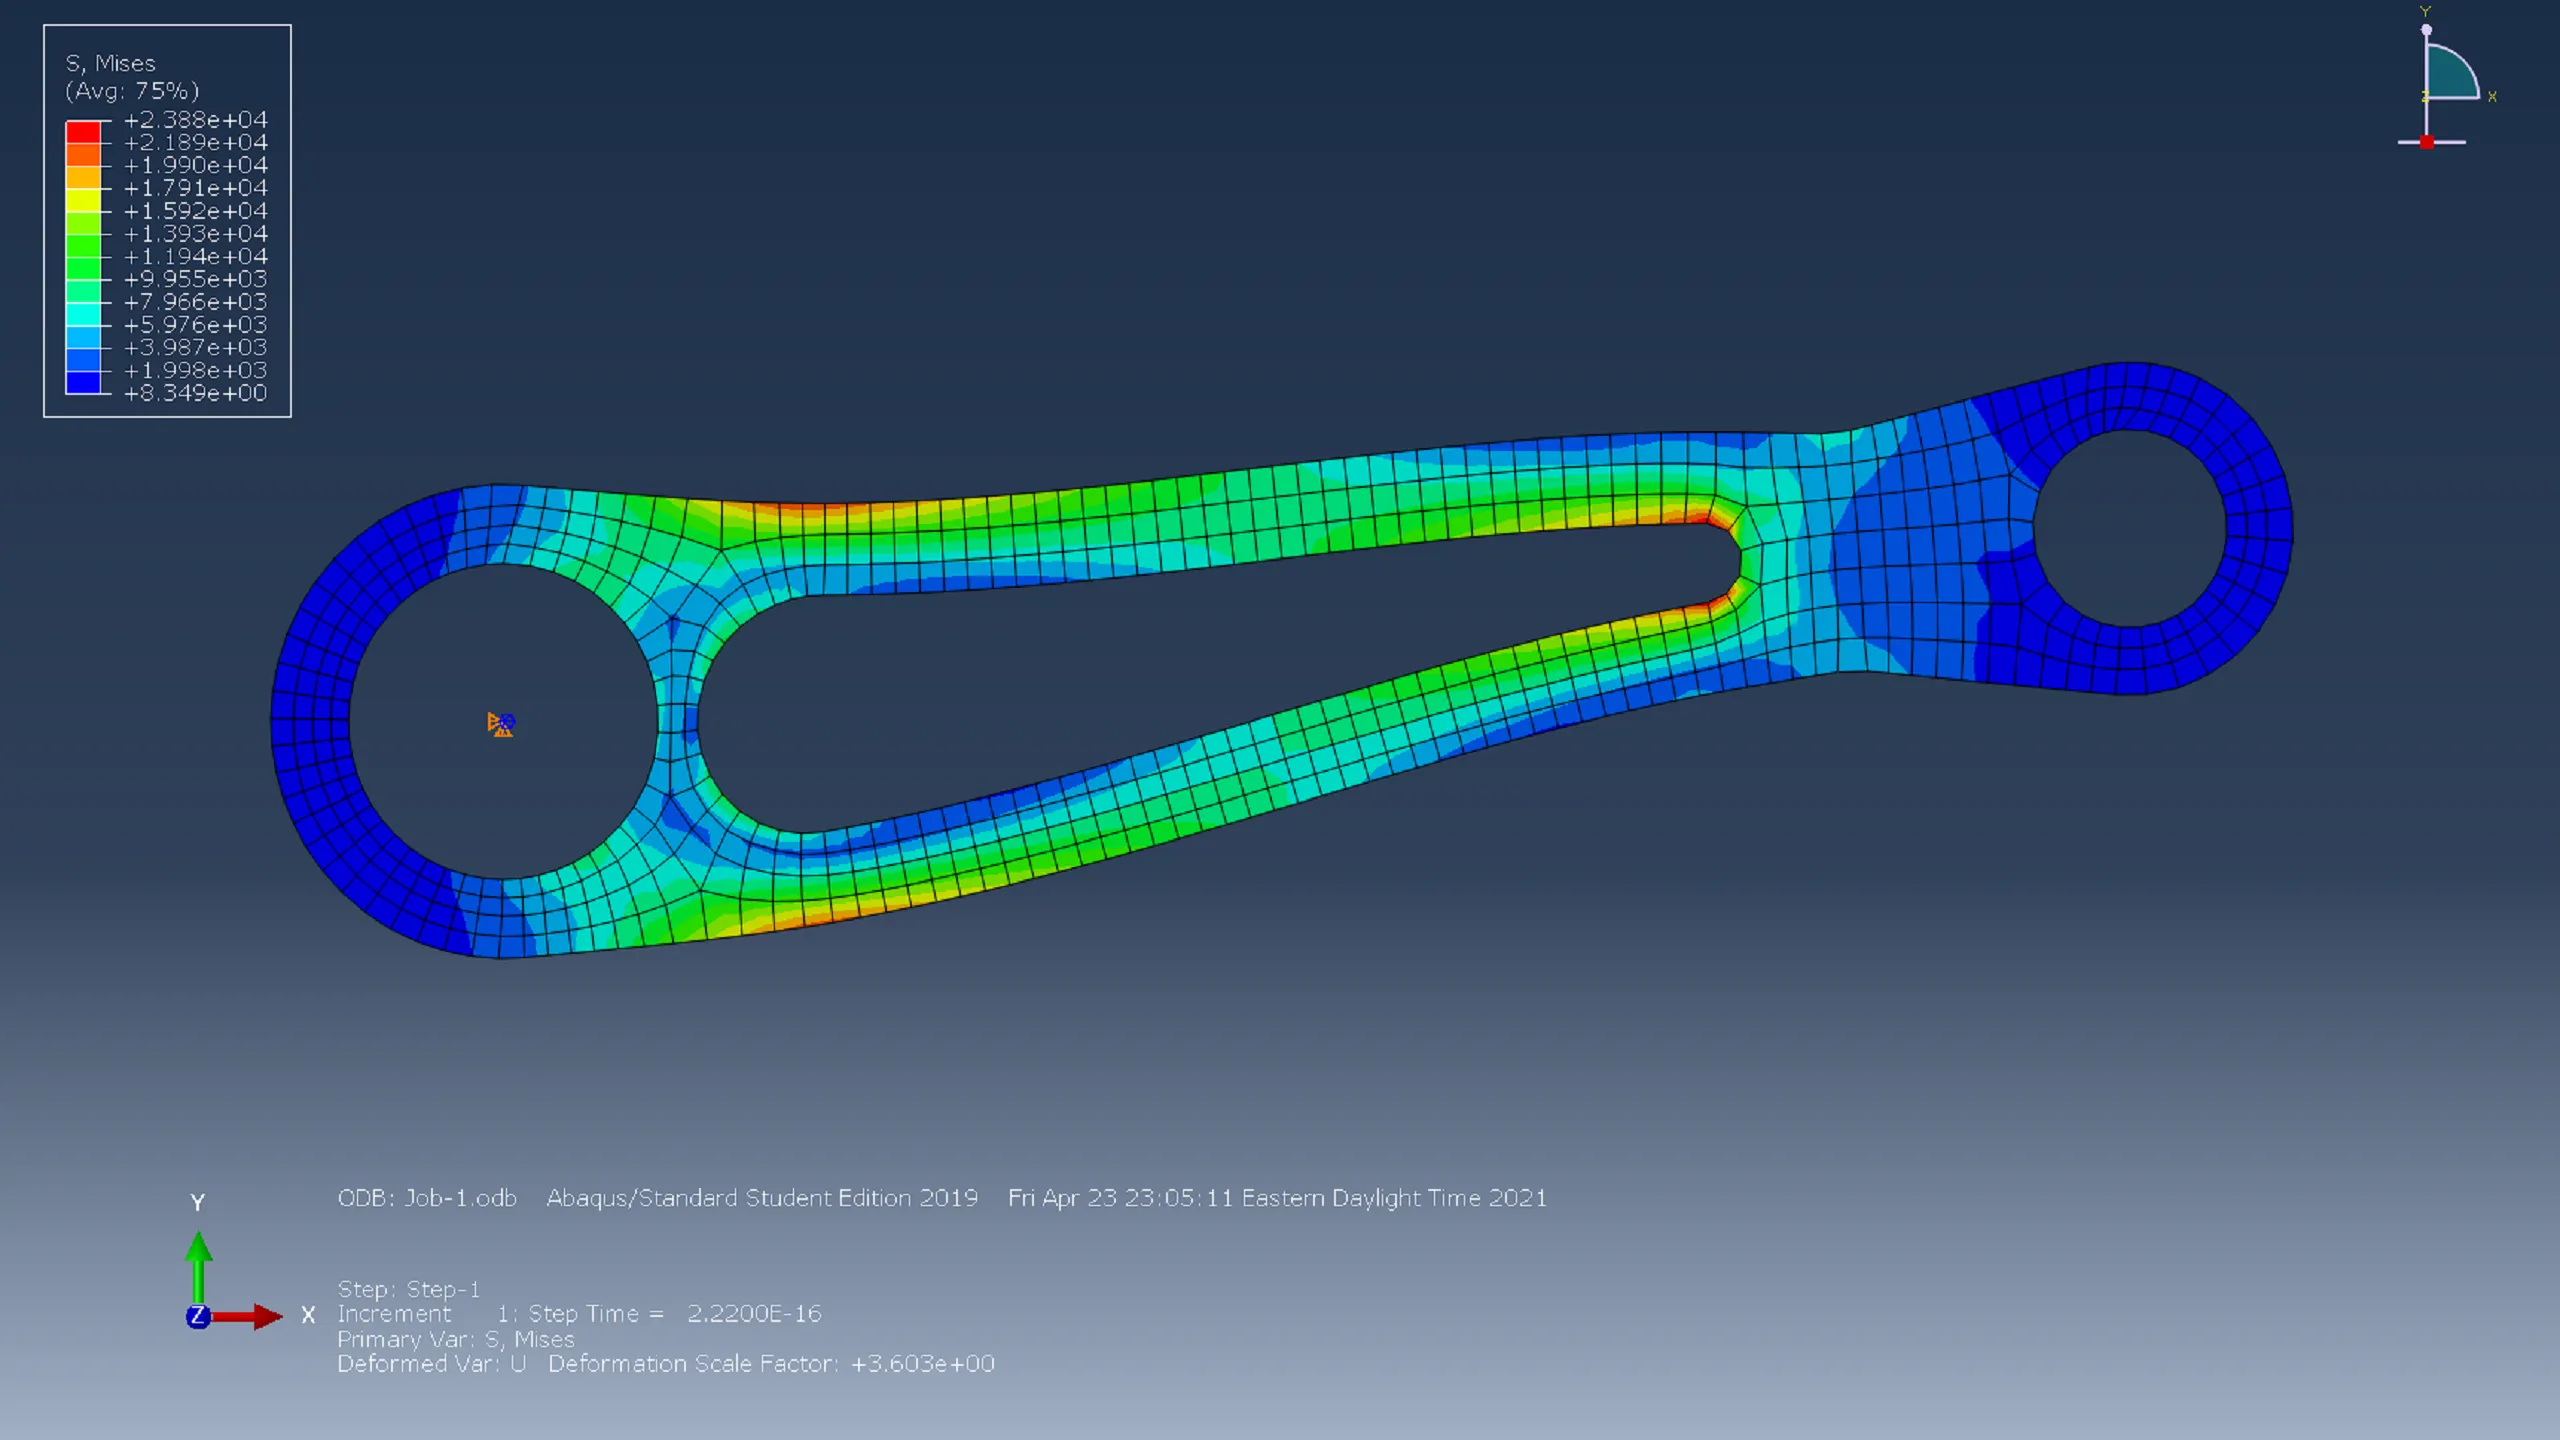 S, Mises
(Avg: 75%)
+2.388e+04
+2.189e+04
+1.990e+04
+1.791e+04
+1.592e+04
+1.393e+04
+1.194e+04
+9.955e+03
+7.966e+03
+5.976e+03
+3.987e+03
+1.998e+03
+8.349e+00
Y
Z X
Y
Z X
ODB: Job-1.odb Abaqus/Standard Student Edition 2019 Fri Apr 23 23:05:11 Eastern Daylight Time 2021
Step: Step-1
Increment 1: Step Time = 2.2200E-16
Primary Var: S, Mises
Deformed Var: U Deformation Scale Factor: +3.603e+00